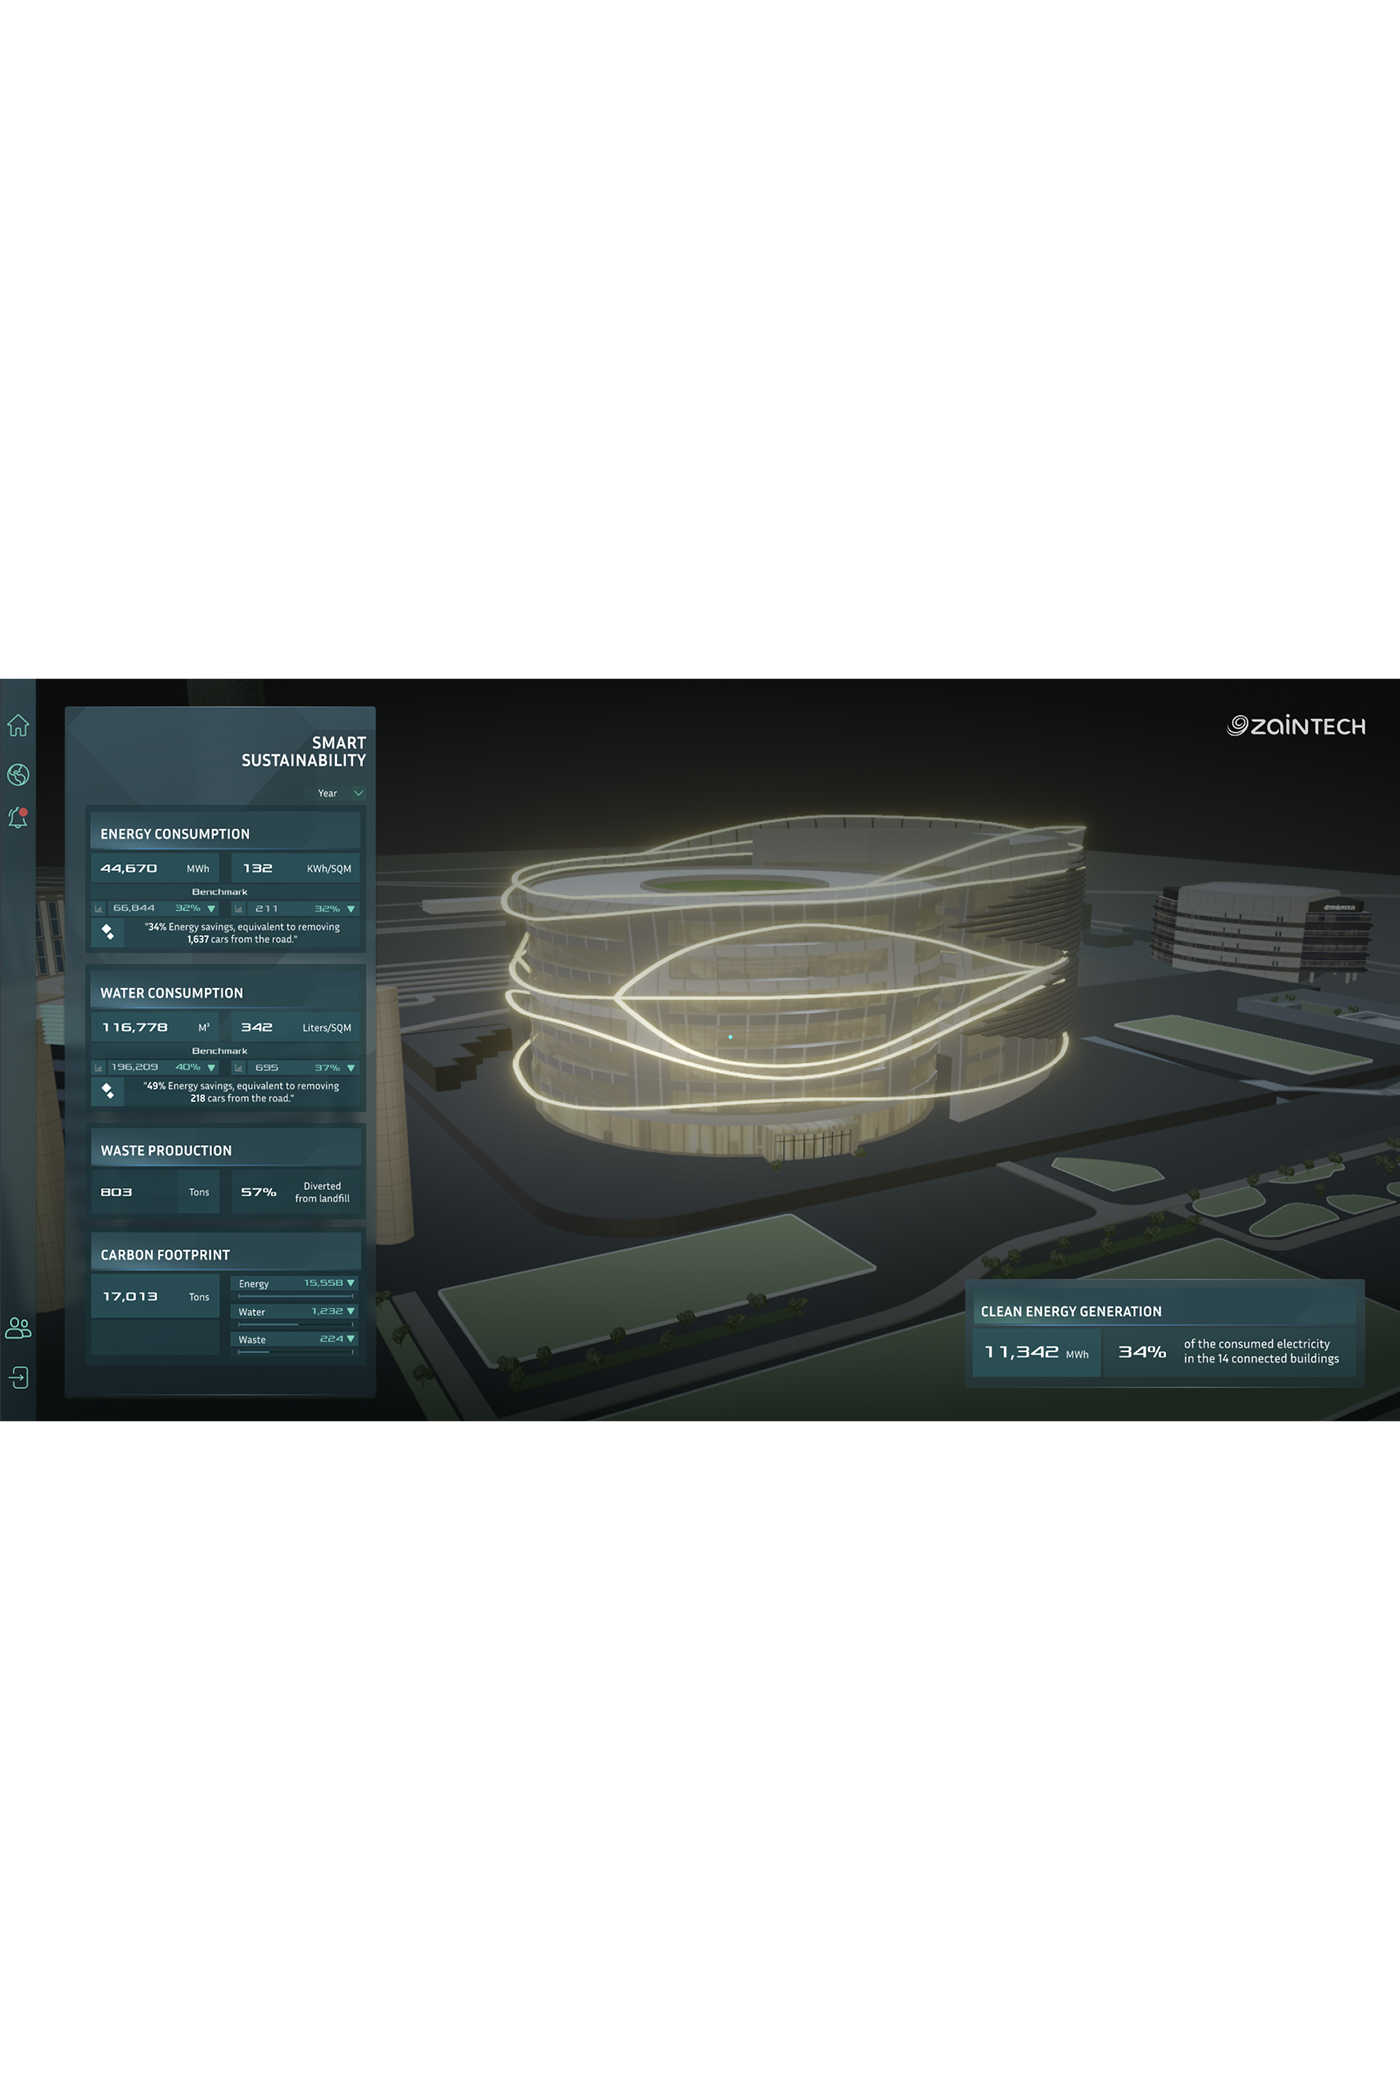 zainTECH
SMART
SUSTAINABILITY
Year
ENERGY CONSUMPTION
44,670 MWh 132 KWh/SQM
Benchmark
66,844 32% 211 32%
"34% Energy savings, equivalent to removing
1,637 cars from the road."
WATER CONSUMPTION
116,778 M³ 342 Liters/SQM
Benchmark
196,209 40% 695 37%
"49% Energy savings, equivalent to removing
218 cars from the road."
WASTE PRODUCTION
803 Tons 57% Diverted
from landfill
CARBON FOOTPRINT
17,013 Tons
Energy 15,558
Water 1,232
Waste 224
CLEAN ENERGY GENERATION
11,342 MWh 34% of the consumed electricity
in the 14 connected buildings